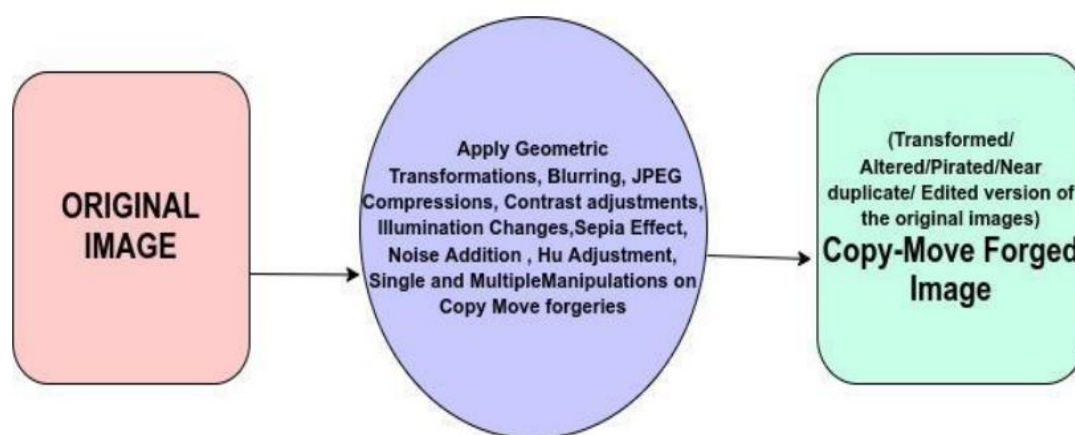 ORIGINAL
IMAGE
Apply Geometric
Transformations, Blurring, JPEG
Compressions, Contrast adjustments,
Illumination Changes,Sepia Effect,
Noise Addition , Hu Adjustment,
Single and MultipleManipulations on
Copy Move forgeries
(Transformed/
Altered/Pirated/Near
duplicate/ Edited version of
the original images)
Copy-Move Forged
Image